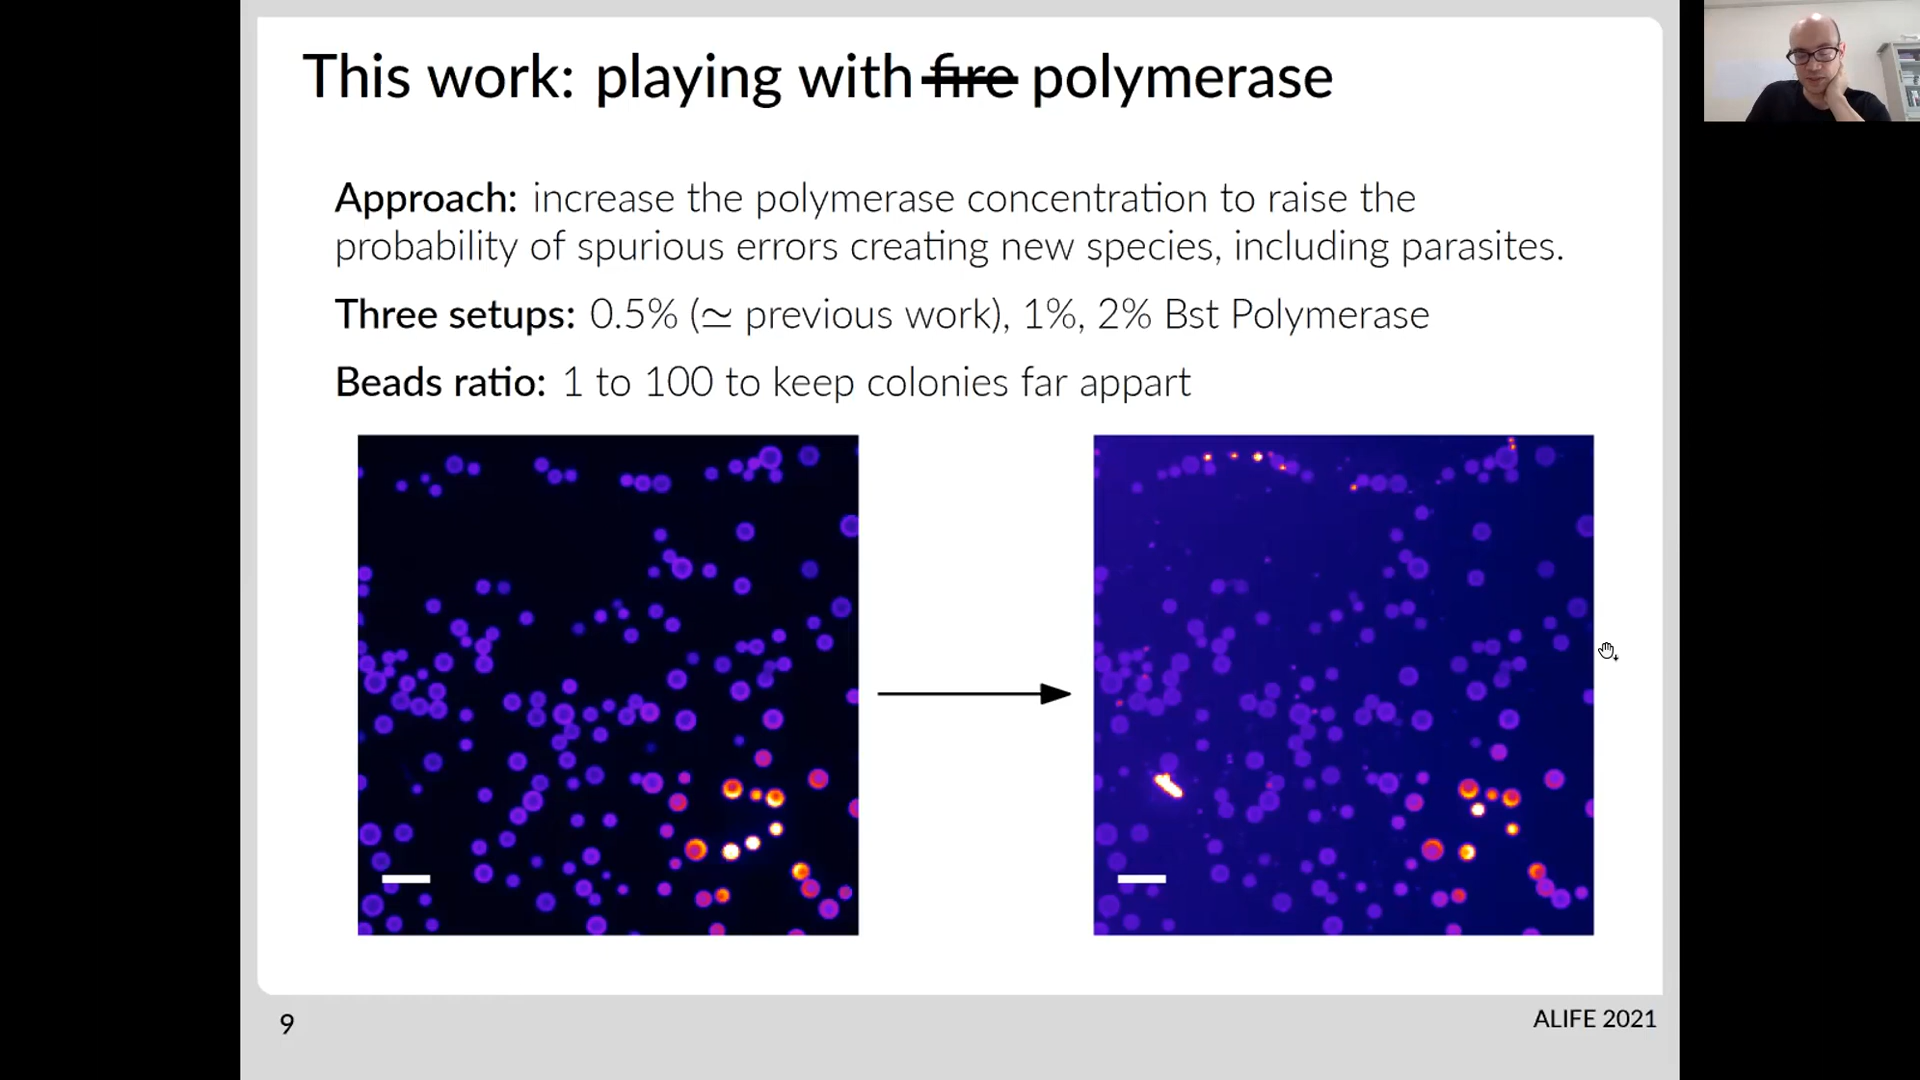 This work: playing with fire polymerase
Approach: increase the polymerase concentration to raise the
probability of spurious errors creating new species, including parasites.
Three setups: 0.5% (≃ previous work), 1%, 2% Bst Polymerase
Beads ratio: 1 to 100 to keep colonies far appart
9
ALIFE 2021